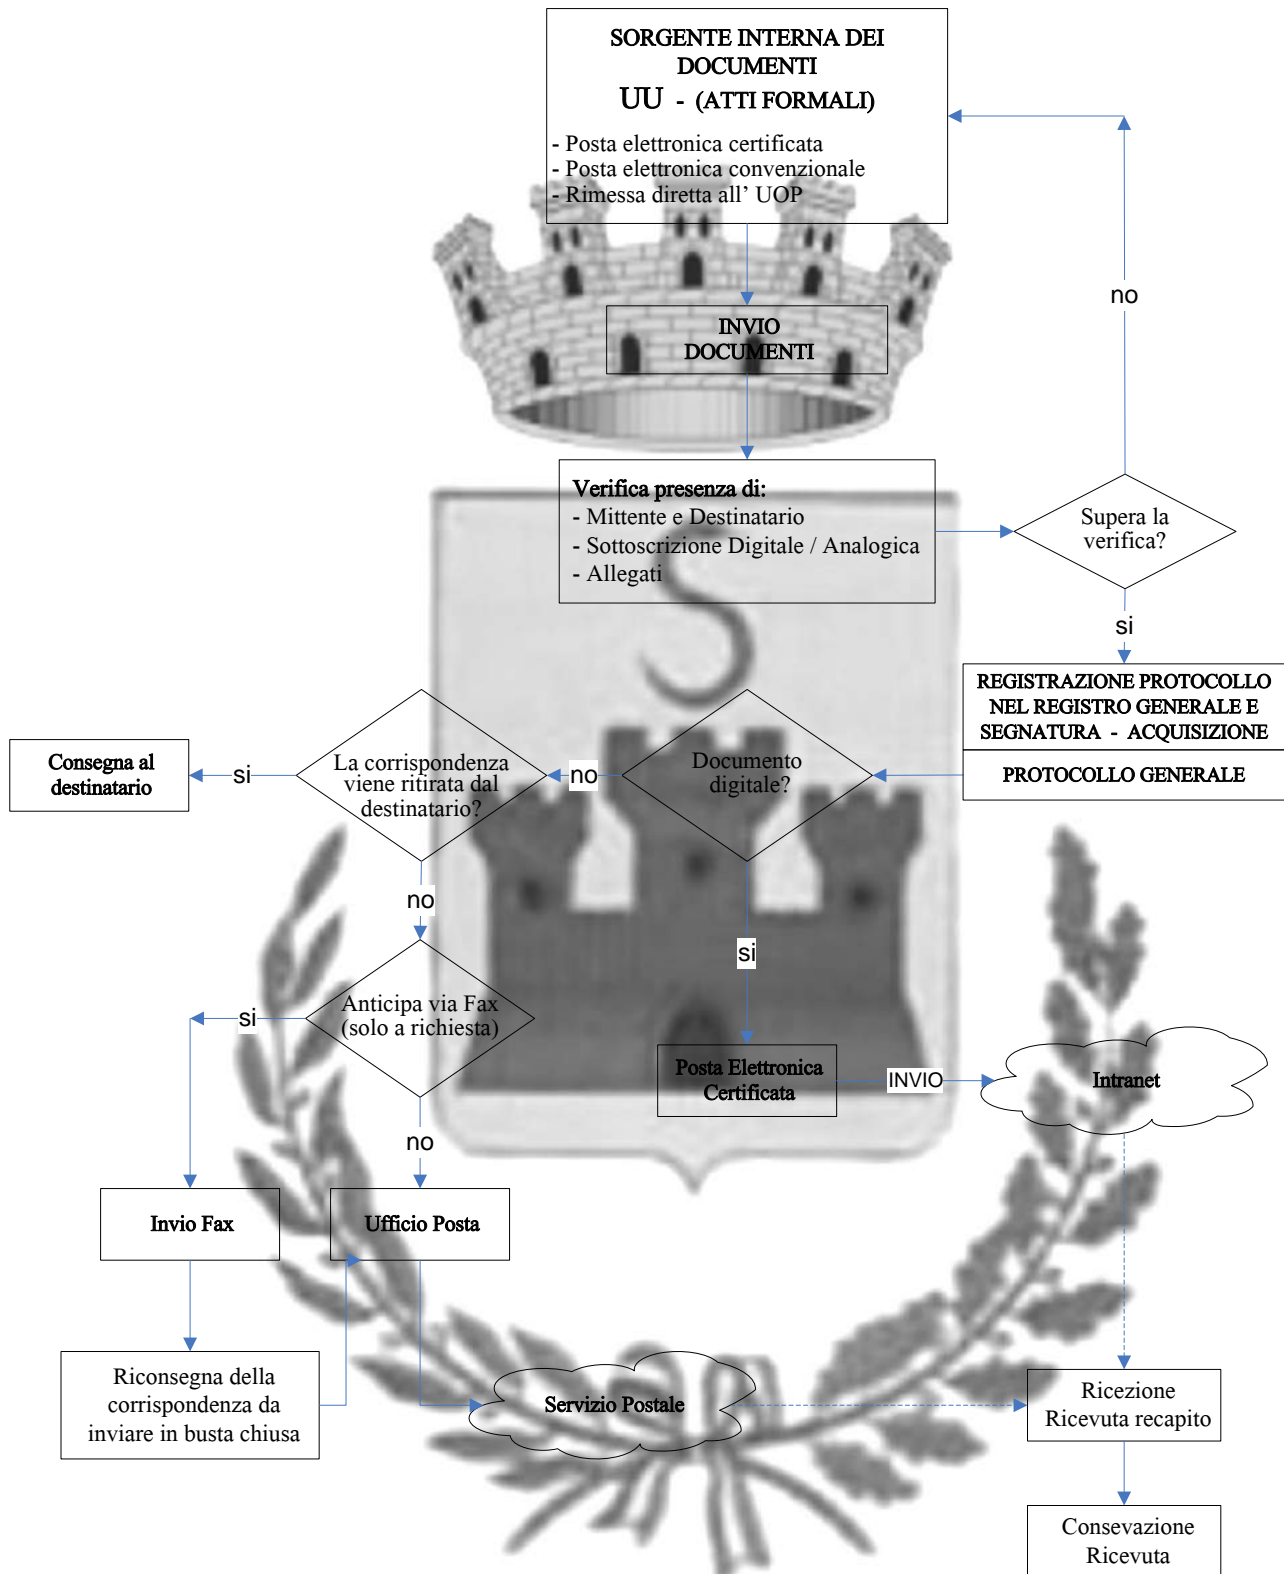 SORGENTE INTERNA DEI
DOCUMENTI
UU - (ATTI FORMALI)
- Posta elettronica certificata
- Posta elettronica convenzionale
- Rimessa diretta all’ UOP
no
INVIO
DOCUMENTI
Verifica presenza di:
- Mittente e Destinatario
- Sottoscrizione Digitale / Analogica
- Allegati
Supera la
verifica?
si
REGISTRAZIONE PROTOCOLLO
NEL REGISTRO GENERALE E
SEGNATURA - ACQUISIZIONE
PROTOCOLLO GENERALE
Documento
digitale?
no
La corrispondenza
viene ritirata dal
destinatario?
si
Consegna al
destinatario
no
si
Anticipa via Fax
(solo a richiesta)
si
Posta Elettronica
Certificata
INVIO
Intranet
no
Invio Fax
Ufficio Posta
Riconsegna della
corrispondenza da
inviare in busta chiusa
Servizio Postale
Ricezione
Ricevuta recapito
Consevazione
Ricevuta